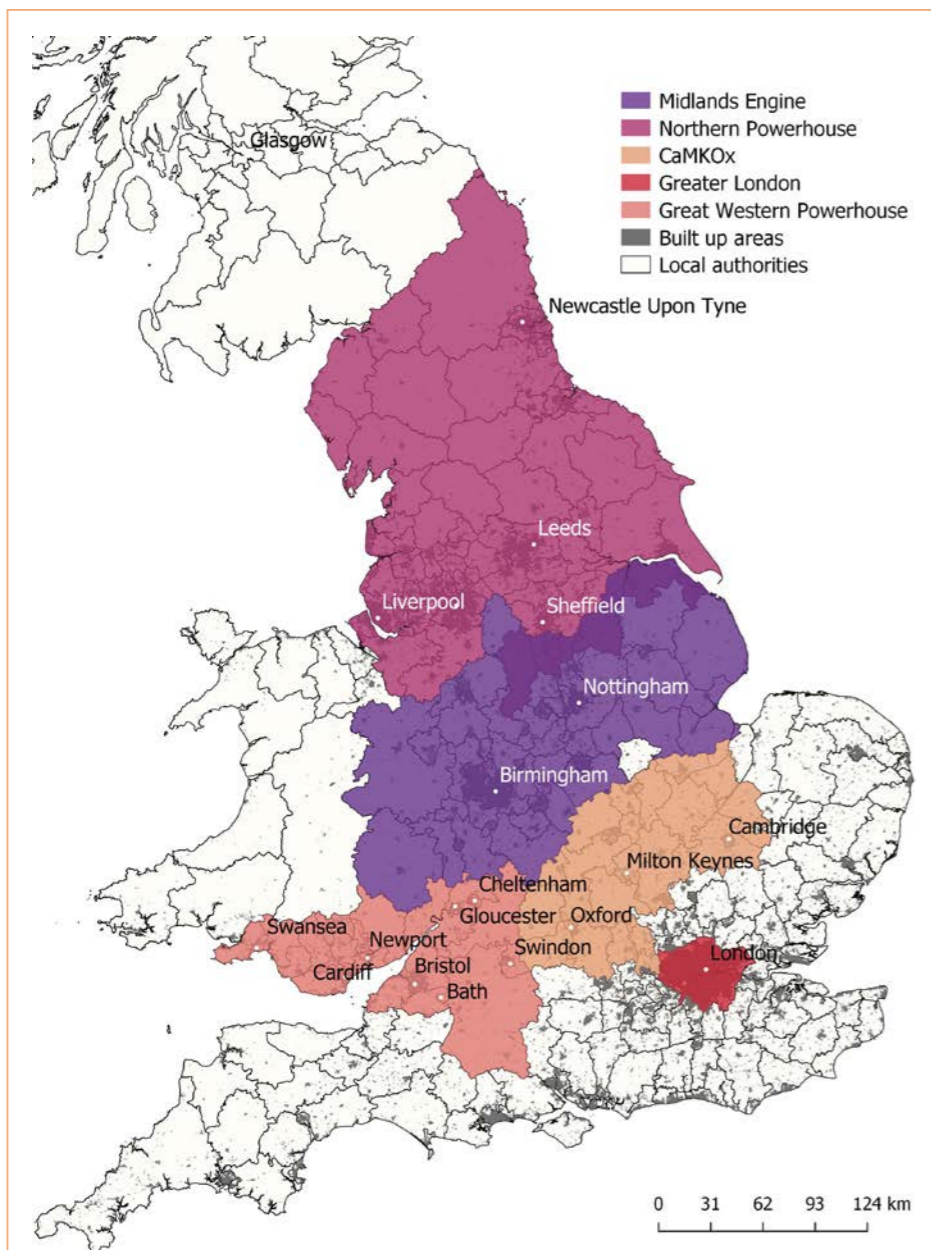 Midlands Engine
Northern Powerhouse
CaMKOx
Greater London
Great Western Powerhouse
Built up areas
Local authorities
Glasgow
Newcastle Upon Tyne
Leeds
Liverpool
Sheffield
Nottingham
Birmingham
Cambridge
Milton Keynes
Cheltenham
Gloucester
Oxford
Swansea
Newport
Swindon
London
Cardiff
Bristol
Bath
0 31 62 93 124 km